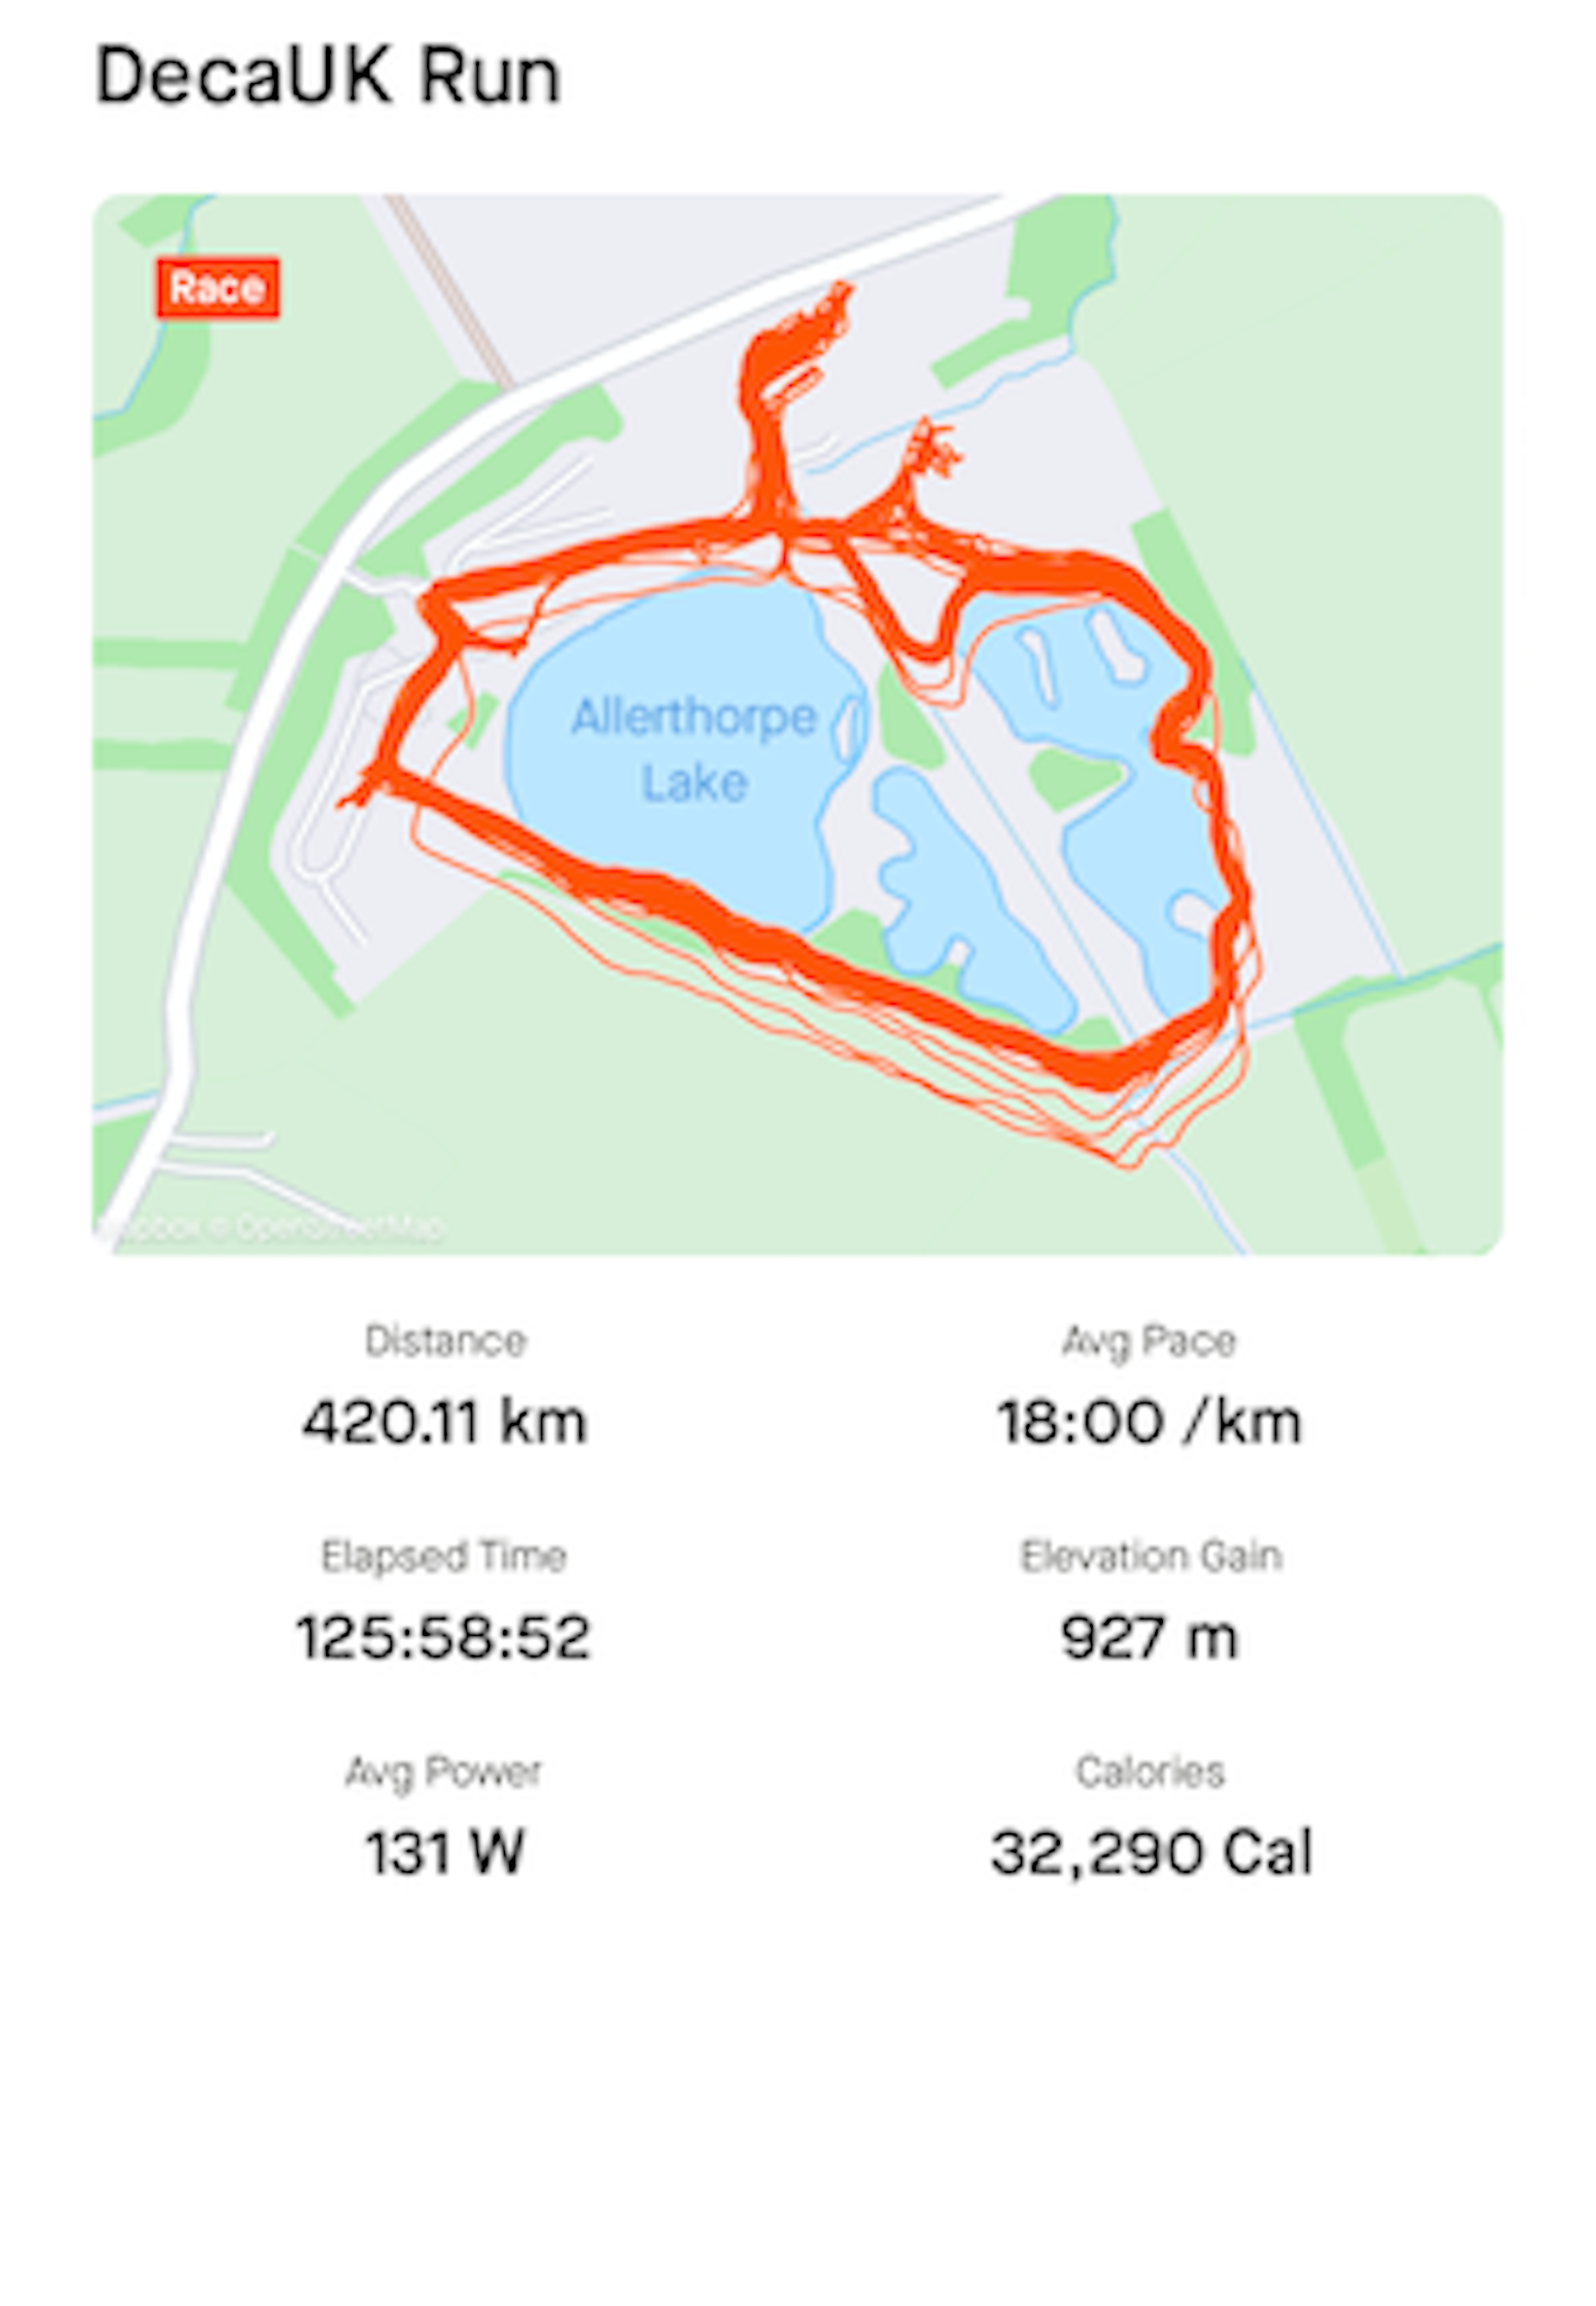 DecaUK Run
Race
Allerthorpe
Lake
© OpenStreetMap
Distance
Avg Pace
420.11 km
18:00 /km
Elapsed Time
Elevation Gain
125:58:52
927 m
Avg Power
Calories
131 W
32,290 Cal